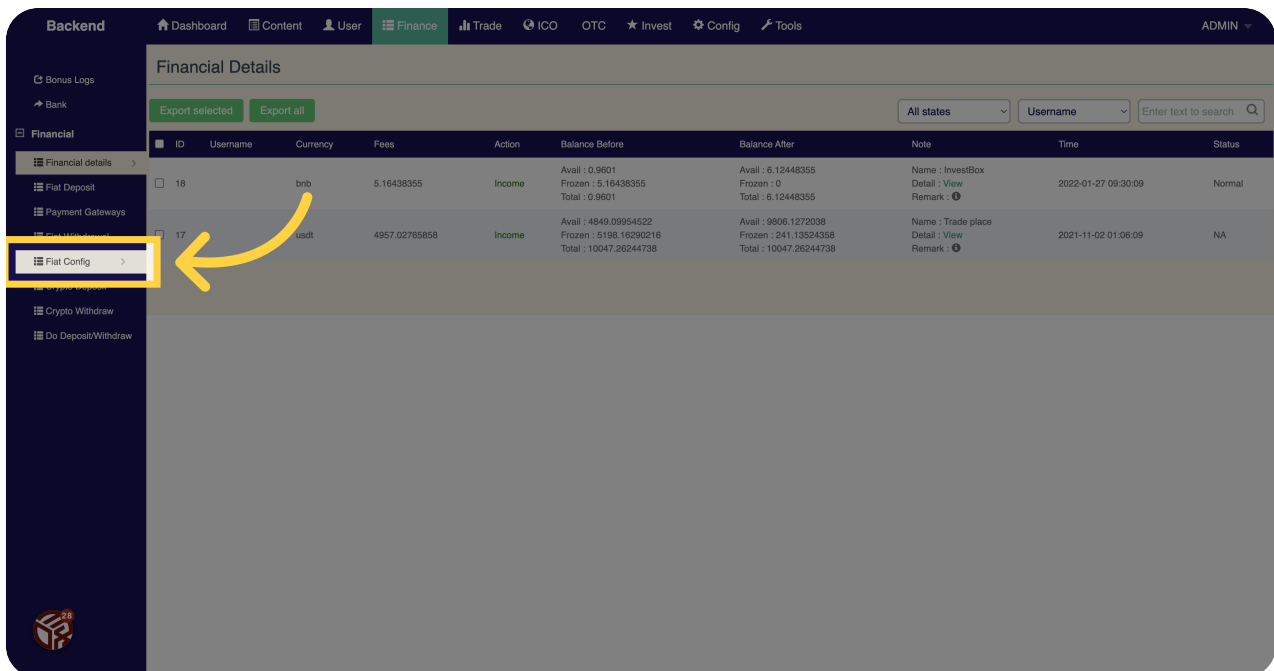 Backend
Dashboard Content User Finance Trade ICO OTC Invest Config Tools ADMIN
Bonus Logs
Bank
Financial
Financial details
Fiat Deposit
Payment Gateways
Fiat Withdrawal
Fiat Config
Crypto Deposit
Crypto Withdraw
Do Deposit/Withdraw
28
Financial Details
Export selected Export all All states Username Enter text to search
ID Username Currency Fees Action Balance Before Balance After Note Time Status
Avail : 0.9601 Avail : 6.12448355 Name : InvestBox
18 bnb 5.16438355 Income Frozen : 5.16438355 Frozen : 0 Detail : View 2022-01-27 09:30:09 Normal
Total : 0.9601 Total : 6.12448355 Remark :
Avail : 4849.09954522 Avail : 9806.1272038 Name : Trade place
17 usdt 4957.02765858 Income Frozen : 5198.16290216 Frozen : 241.13524358 Detail : View 2021-11-02 01:06:09 NA
Total : 10047.26244738 Total : 10047.26244738 Remark :